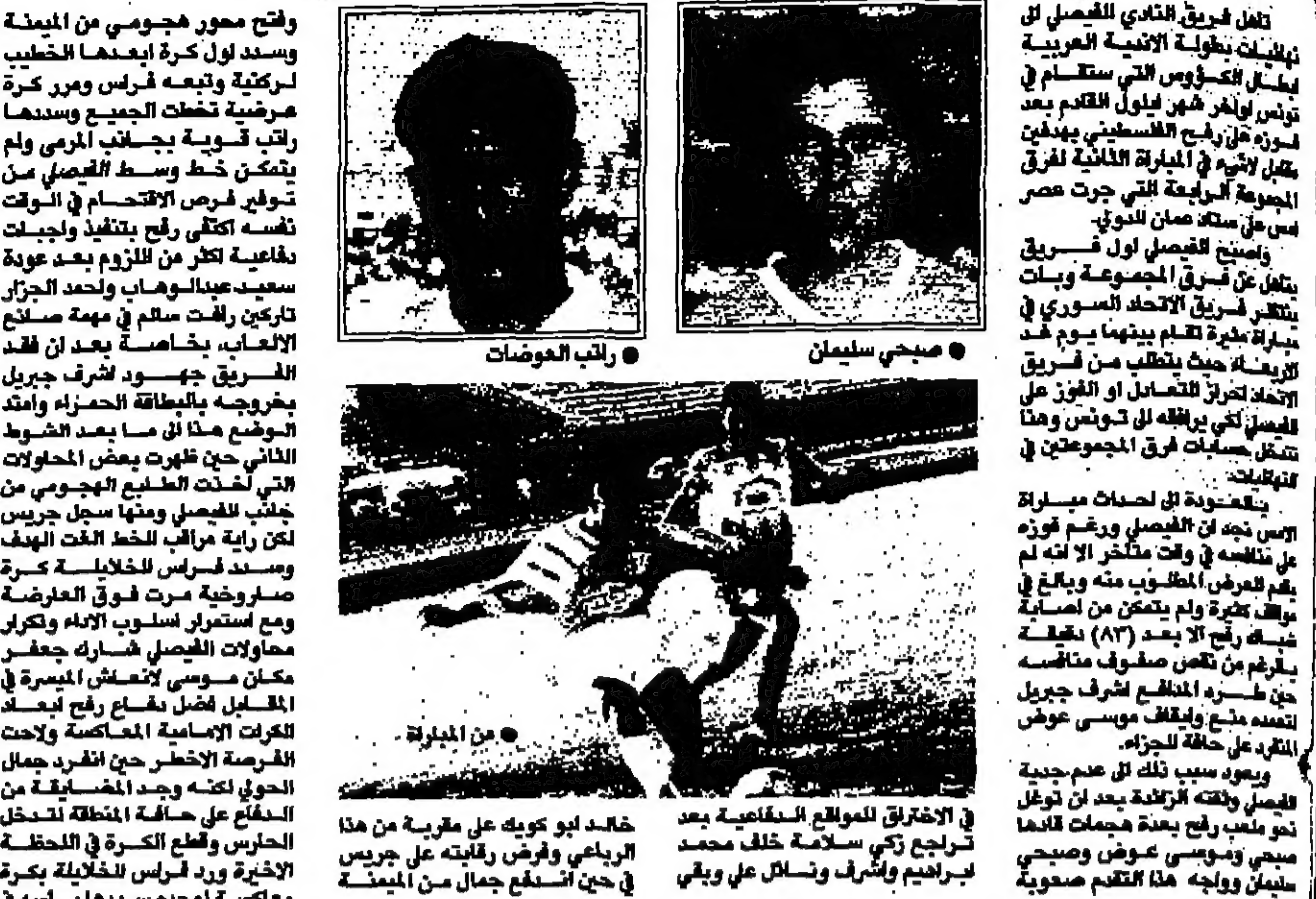 تاهل فريق النادي الفيصلي الى
نهائيات بطولة الاندية العربية
ابطال الكؤوس التي ستقام في
تونس اواخر شهر ايلول القادم بعد
فوزه على رفح الفلسطيني بهدفين
مقابل لاشيء في المباراة الثانية لفرق
المجموعة الرابعة التي جرت عصر
امس على ستاد عمان الدولي.
واصبح الفيصلي اول فريق
يتاهل عن فرق المجموعة وبات
ينتظر فريق الاتحاد السوري في
مباراة مثيرة تقام بينهما يوم غد
الاربعاء حيث يتطلب من فريق
الاتحاد احراز التعادل او الفوز على
الفيصلي لكي يرافقه الى تونس وهنا
تتدخل حسابات فرق المجموعتين في
النهائيات.
بالعودة الى احداث مباراة
الامس نجد ان الفيصلي ورغم فوزه
على منافسه في وقت متاخر الا انه لم
يقدم العرض المطلوب منه وبالغ في
مواقف كثيرة ولم يتمكن من اصابة
شباك رفح الا بعد (٨٣) دقيقة
بالرغم من نقص صفوف منافسه
حين طرد المدافع اشرف جبريل
لتعمده منع وايقاف موسى عوض
المنفرد على حافة الجزاء.
ويعود سبب ذلك الى عدم جدية
الفيصلي وثقته الزائدة بعد ان توغل
نحو ملعب رفح بعدة هجمات قادها
صبحي وموسى عوض وصبحي
سليمان وواجه هذا التقدم صعوبة
● صبحي سليمان
● راتب العوضات
● من المباراة
في الاختراق للمواقع الدفاعية بعد
تراجع زكي سلامة خلف محمد
ابراهيم واشرف ونائل علي وبقي
خالد ابو كويك على مقربة من هذا
الرباعي وفرض رقابته على جريس
في حين اندفع جمال من الميمنة
وفتح محور هجومي من الميمنة
وسدد اول كرة ابعدها الخطيب
لركنية وتبعه فراس ومرر كرة
عرضية تخطت الجميع وسددها
راتب قوية بجانب المرمى ولم
يتمكن خط وسط الفيصلي من
توفير فرص الاقتحام في الوقت
نفسه اكتفى رفح بتنفيذ واجبات
دفاعية اكثر من اللزوم بعد عودة
سعيد عبدالوهاب واحمد الجزار
تاركين رافت سالم في مهمة صانع
الالعاب، بخاصة بعد ان فقد
الفريق جهود اشرف جبريل
بخروجه بالبطاقة الحمراء وامتد
الوضع هذا الى ما بعد الشوط
الثاني حين ظهرت بعض المحاولات
التي اخذت الطابع الهجومي من
جانب الفيصلي ومنها سجل جريس
لكن راية مراقب الخط الغت الهدف
وسدد فراس الخلايلة كرة
صاروخية مرت فوق العارضة
ومع استمرار اسلوب الاداء وتكرار
محاولات الفيصلي شارك جعفر
مكان موسى لانعاش الميسرة في
المقابل فضل دفاع رفح ابعاد
الكرات الامامية المعاكسة ولاحت
الفرصة الاخطر حين انفرد جمال
الحولي لكنه وجد المضايقة من
الدفاع على حافة المنطقة لتدخل
الحارس وقطع الكرة في اللحظة
الاخيرة ورد فراس الخلايلة بكرة